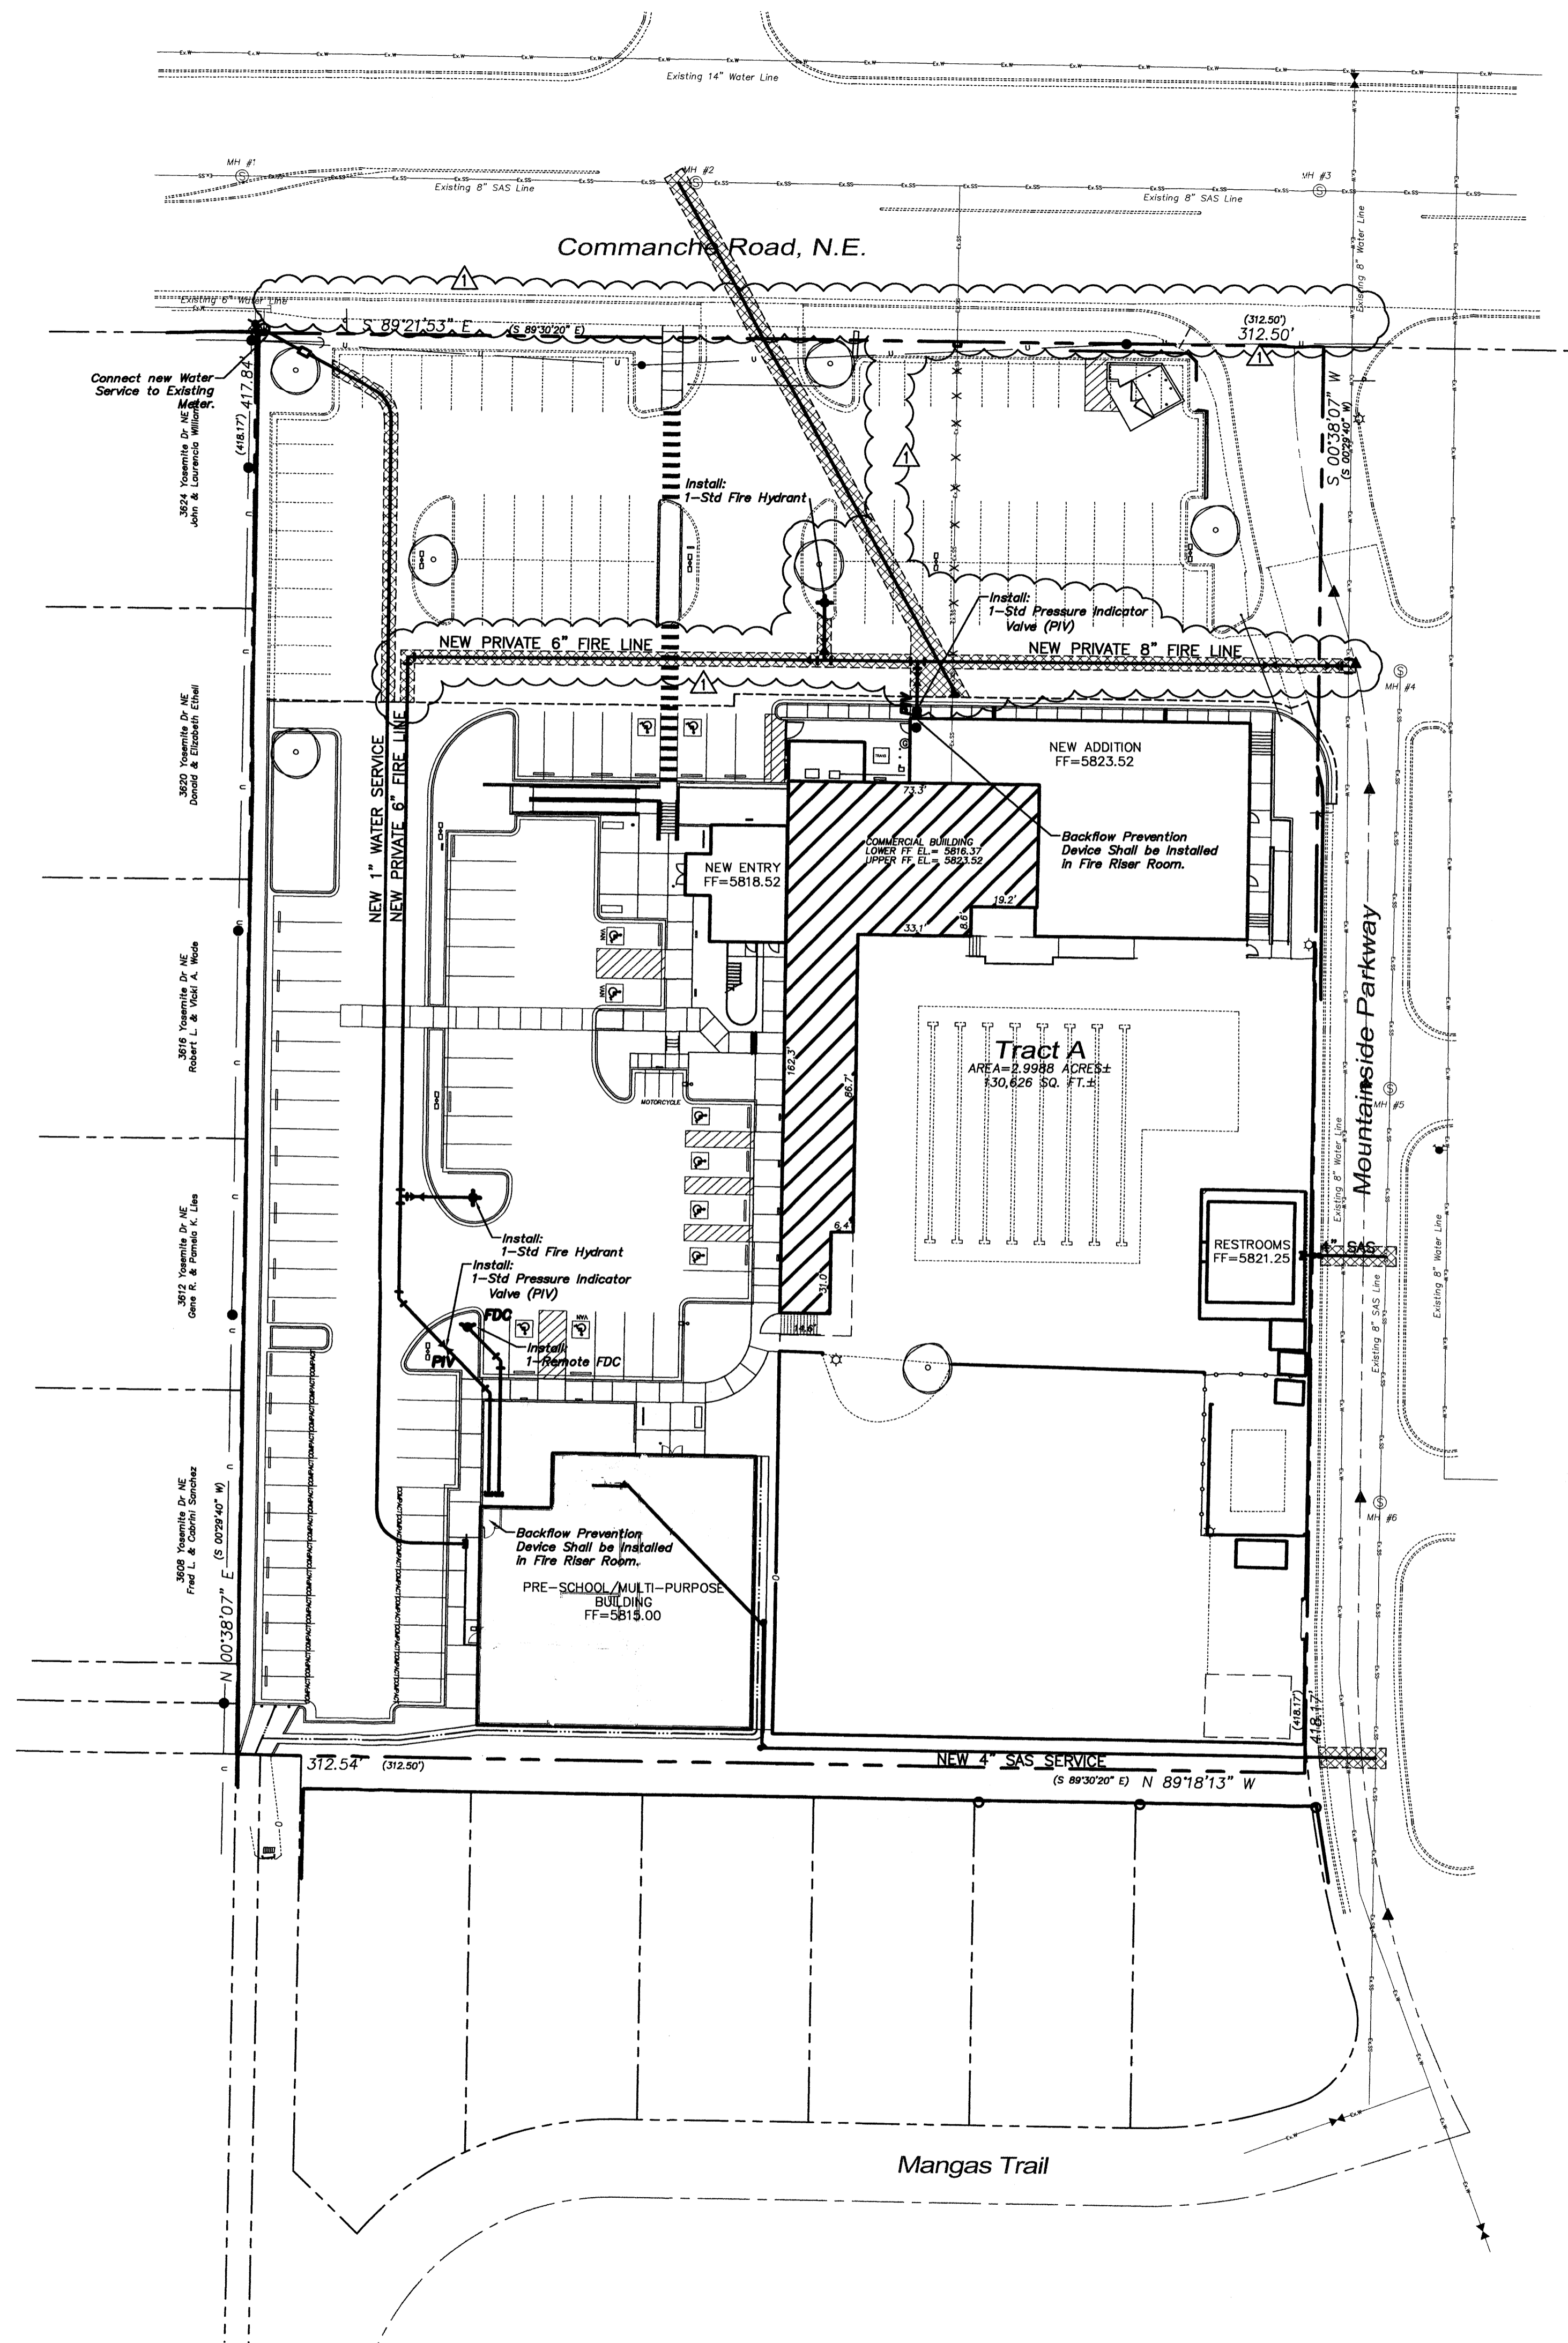 Existing 14" Water Line
MH #1
MH #2
MH #3
Existing 8" SAS Line
Existing 8" SAS Line
Existing 8" Water Line
Commanche Road, N.E.
1
Existing 6" Water Line
S 89°21'53" E
(S 89°30'20" E)
(312.50')
312.50'
1
Connect new Water
Service to Existing
Meter.
417.84'
(418.17')
S 00°38'07" W
(S 00°29'40" W)
3624 Yosemite Dr NE
John & Laurencia Williams
1
Install:
1-Std Fire Hydrant
Install:
1-Std Pressure Indicator
Valve (PIV)
NEW PRIVATE 6" FIRE LINE
NEW PRIVATE 8" FIRE LINE
1
MH #4
3620 Yosemite Dr NE
Donald & Elizabeth Ethell
NEW 1" WATER SERVICE
NEW PRIVATE 6" FIRE LINE
NEW ADDITION
FF=5823.52
73.3'
COMMERCIAL BUILDING
LOWER FF EL.= 5816.37
UPPER FF EL.= 5823.52
Backflow Prevention
Device Shall be Installed
In Fire Riser Room.
NEW ENTRY
FF=5818.52
19.2'
8.6'
33.1'
VAN
VAN
3616 Yosemite Dr NE
Robert L. & Vicki A. Wade
Mountainside Parkway
162.3'
86.7'
Tract A
AREA=2.9988 ACRES±
130,626 SQ. FT.±
MOTORCYCLE
MH #5
Existing 8" Water Line
3612 Yosemite Dr NE
Gene R. & Pamela K. Lies
Install:
1-Std Fire Hydrant
Install:
1-Std Pressure Indicator
Valve (PIV)
6.4'
31.0'
14.6'
RESTROOMS
FF=5821.25
4" SAS
Existing 8" SAS Line
Existing 8" Water Line
FDC
PIV
VAN
Install:
1-Remote FDC
COMPACT
COMPACT
MH #6
3608 Yosemite Dr NE
Fred L. & Cabrini Sanchez
Backflow Prevention
Device Shall be Installed
In Fire Riser Room.
PRE-SCHOOL/MULTI-PURPOSE
BUILDING
FF=5815.00
N 00°38'07" E
(S 00°29'40" W)
(418.17')
418.17'
312.54'
(312.50')
NEW 4" SAS SERVICE
(S 89°30'20" E)
N 89°18'13" W
Mangas Trail